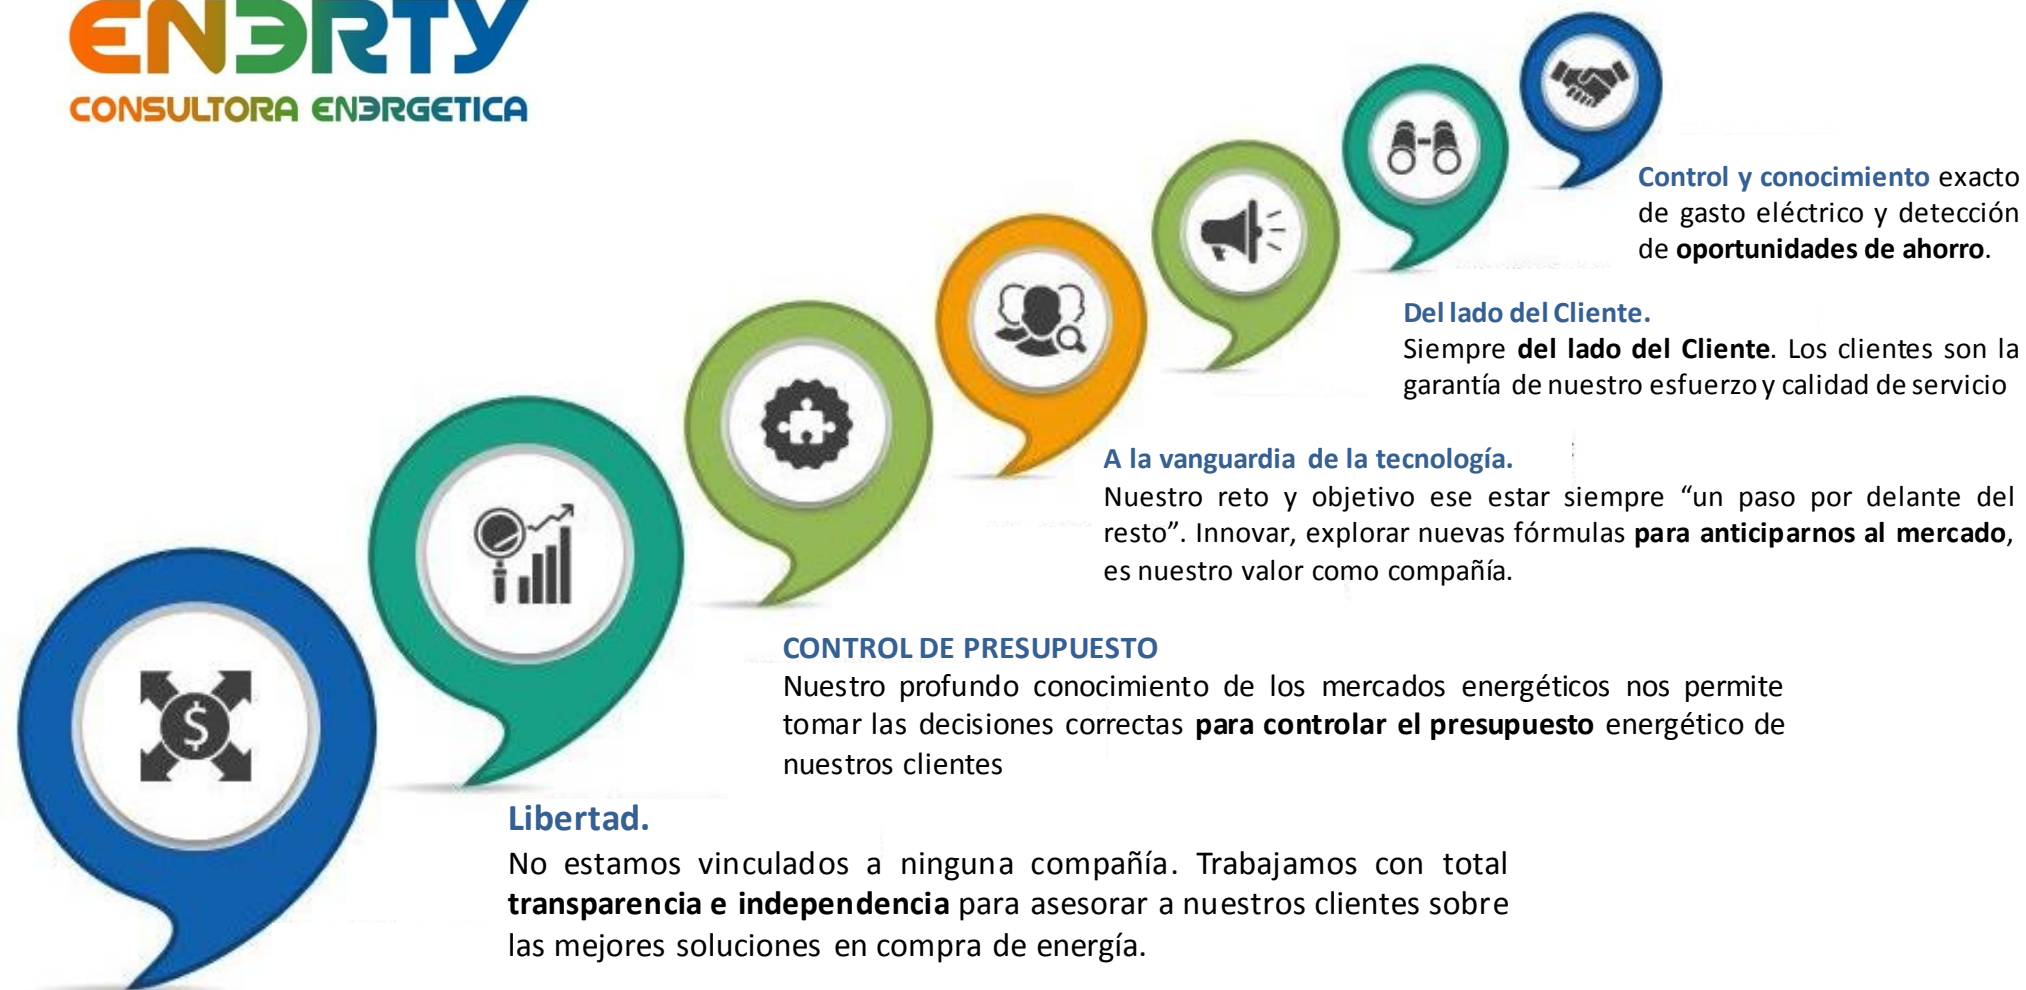 ENERTY
CONSULTORA ENERGETICA
Control y conocimiento exacto
de gasto eléctrico y detección
de oportunidades de ahorro.
Del lado del Cliente.
Siempre del lado del Cliente. Los clientes son la
garantía de nuestro esfuerzo y calidad de servicio
A la vanguardia de la tecnología.
Nuestro reto y objetivo ese estar siempre “un paso por delante del
resto”. Innovar, explorar nuevas fórmulas para anticiparnos al mercado,
es nuestro valor como compañía.
CONTROL DE PRESUPUESTO
Nuestro profundo conocimiento de los mercados energéticos nos permite
tomar las decisiones correctas para controlar el presupuesto energético de
nuestros clientes
$
Libertad.
No estamos vinculados a ninguna compañía. Trabajamos con total
transparencia e independencia para asesorar a nuestros clientes sobre
las mejores soluciones en compra de energía.